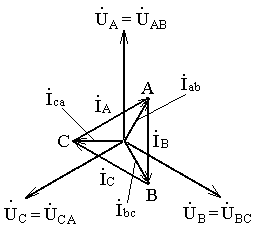 U̇A = U̇AB
A
İca
İA
İab
C
İB
İC
İbc
B
U̇C = U̇CA
U̇B = U̇BC